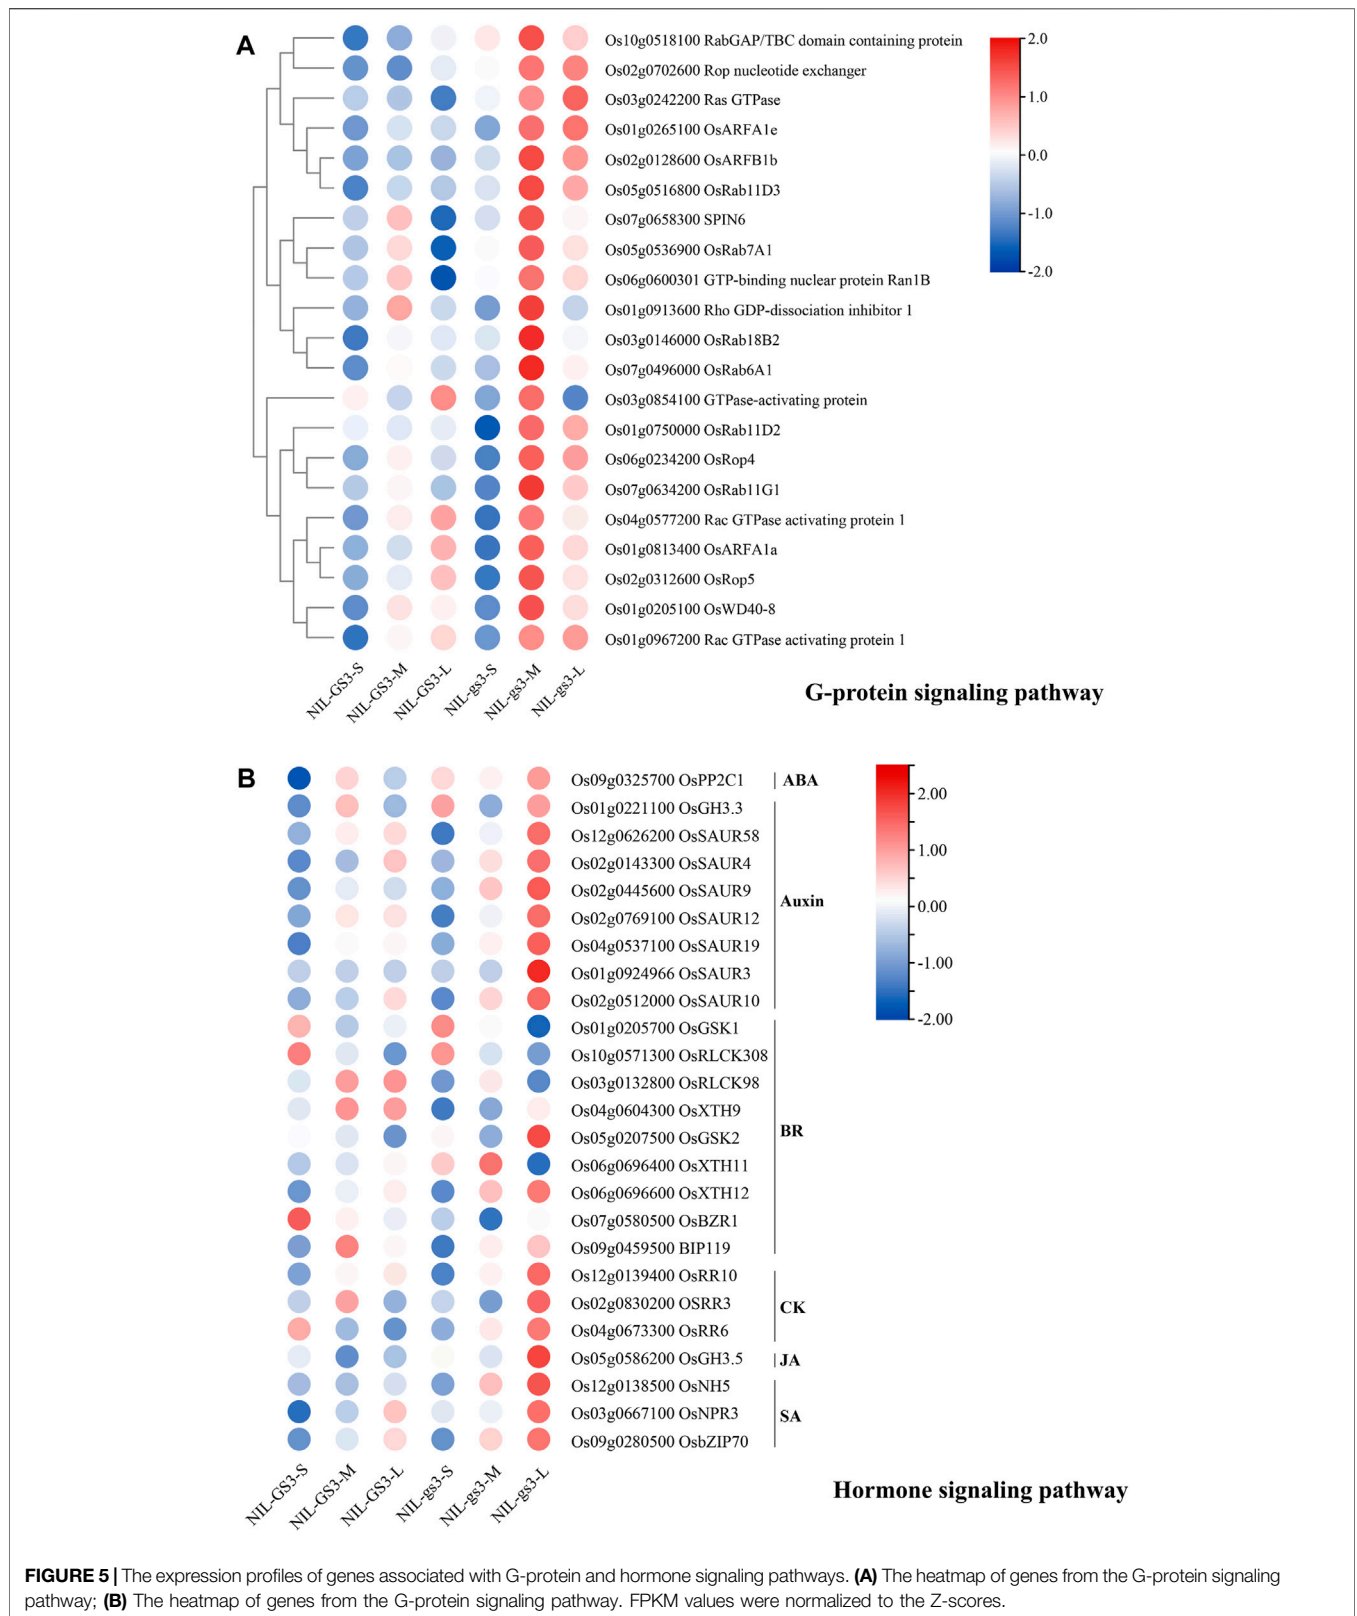 A
Os10g0518100 RabGAP/TBC domain containing protein
Os02g0702600 Rop nucleotide exchanger
Os03g0242200 Ras GTPase
Os01g0265100 OsARFA1e
Os02g0128600 OsARFB1b
Os05g0516800 OsRab11D3
Os07g0658300 SPIN6
Os05g0536900 OsRab7A1
Os06g0600301 GTP-binding nuclear protein Ran1B
Os01g0913600 Rho GDP-dissociation inhibitor 1
Os03g0146000 OsRab18B2
Os07g0496000 OsRab6A1
Os03g0854100 GTPase-activating protein
Os01g0750000 OsRab11D2
Os06g0234200 OsRop4
Os07g0634200 OsRab11G1
Os04g0577200 Rac GTPase activating protein 1
Os01g0813400 OsARFA1a
Os02g0312600 OsRop5
Os01g0205100 OsWD40-8
Os01g0967200 Rac GTPase activating protein 1
2.0
1.0
0.0
-1.0
-2.0
NIL-GS3-S
NIL-GS3-M
NIL-GS3-L
NIL-gs3-S
NIL-gs3-M
NIL-gs3-L
G-protein signaling pathway
B
Os09g0325700 OsPP2C1
Os01g0221100 OsGH3.3
Os12g0626200 OsSAUR58
Os02g0143300 OsSAUR4
Os02g0445600 OsSAUR9
Os02g0769100 OsSAUR12
Os04g0537100 OsSAUR19
Os01g0924966 OsSAUR3
Os02g0512000 OsSAUR10
Os01g0205700 OsGSK1
Os10g0571300 OsRLCK308
Os03g0132800 OsRLCK98
Os04g0604300 OsXTH9
Os05g0207500 OsGSK2
Os06g0696400 OsXTH11
Os06g0696600 OsXTH12
Os07g0580500 OsBZR1
Os09g0459500 BIP119
Os12g0139400 OsRR10
Os02g0830200 OSRR3
Os04g0673300 OsRR6
Os05g0586200 OsGH3.5
Os12g0138500 OsNH5
Os03g0667100 OsNPR3
Os09g0280500 OsbZIP70
ABA
Auxin
BR
CK
JA
SA
2.00
1.00
0.00
-1.00
-2.00
NIL-GS3-S
NIL-GS3-M
NIL-GS3-L
NIL-gs3-S
NIL-gs3-M
NIL-gs3-L
Hormone signaling pathway
FIGURE 5 | The expression profiles of genes associated with G-protein and hormone signaling pathways. (A) The heatmap of genes from the G-protein signaling
pathway; (B) The heatmap of genes from the G-protein signaling pathway. FPKM values were normalized to the Z-scores.